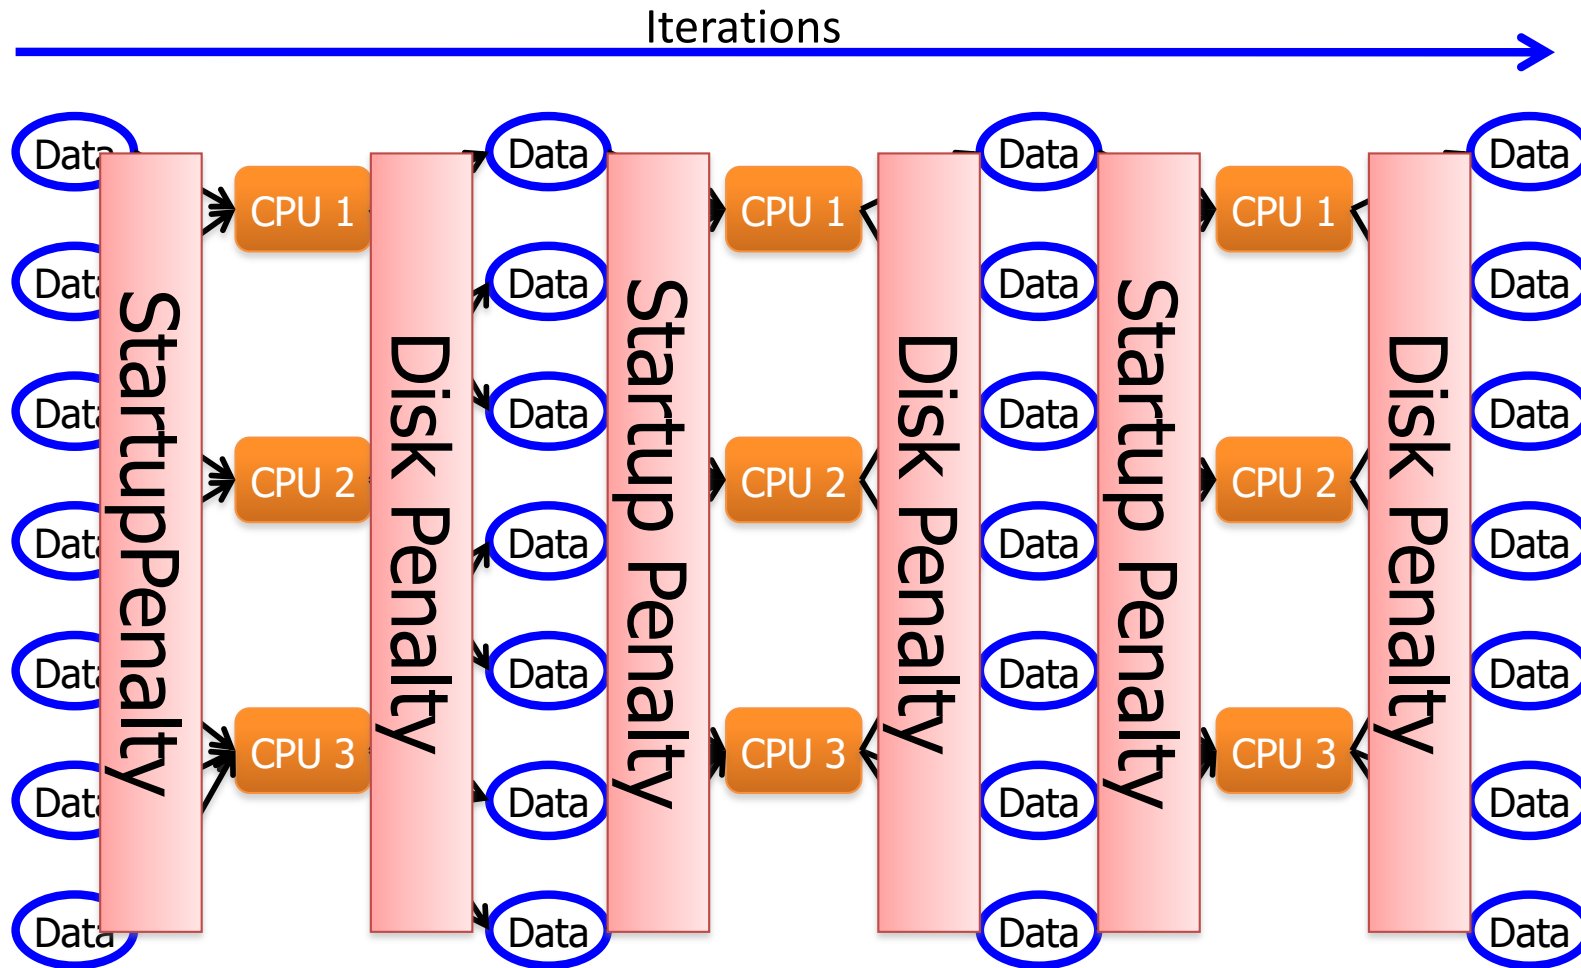 Iterations
Data
Data
Data
Data
Data
Data
Data
StartupPenalty
CPU 1
CPU 2
CPU 3
Disk Penalty
Data
Data
Data
Data
Data
Data
Data
Startup Penalty
CPU 1
CPU 2
CPU 3
Disk Penalty
Data
Data
Data
Data
Data
Data
Data
Startup Penalty
CPU 1
CPU 2
CPU 3
Disk Penalty
Data
Data
Data
Data
Data
Data
Data